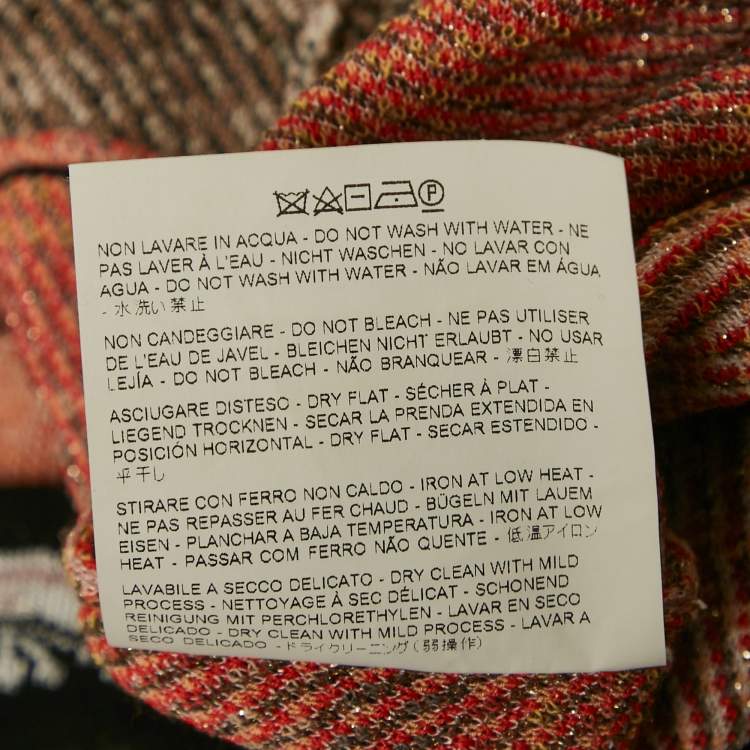 P
NON LAVARE IN ACQUA - DO NOT WASH WITH WATER - NE
PAS LAVER À L'EAU - NICHT WASCHEN - NO LAVAR CON
AGUA - DO NOT WASH WITH WATER - NÃO LAVAR EM ÁGUA
- 水洗い禁止
NON CANDEGGIARE - DO NOT BLEACH - NE PAS UTILISER
DE L'EAU DE JAVEL - BLEICHEN NICHT ERLAUBT - NO USAR
LEJÍA - DO NOT BLEACH - NÃO BRANQUEAR - 漂白禁止
ASCIUGARE DISTESO - DRY FLAT - SÉCHER À PLAT -
LIEGEND TROCKNEN - SECAR LA PRENDA EXTENDIDA EN
POSICIÓN HORIZONTAL - DRY FLAT - SECAR ESTENDIDO -
平干し
STIRARE CON FERRO NON CALDO - IRON AT LOW HEAT -
NE PAS REPASSER AU FER CHAUD - BÜGELN MIT LAUEM
EISEN - PLANCHAR A BAJA TEMPERATURA - IRON AT LOW
HEAT - PASSAR COM FERRO NÃO QUENTE - 低温アイロン
LAVABILE A SECCO DELICATO - DRY CLEAN WITH MILD
PROCESS - NETTOYAGE À SEC DÉLICAT - SCHONEND
REINIGUNG MIT PERCHLORETHYLEN - LAVAR EN SECO
DELICADO - DRY CLEAN WITH MILD PROCESS - LAVAR A
SECO DELICADO - ドライクリーニング (弱操作)